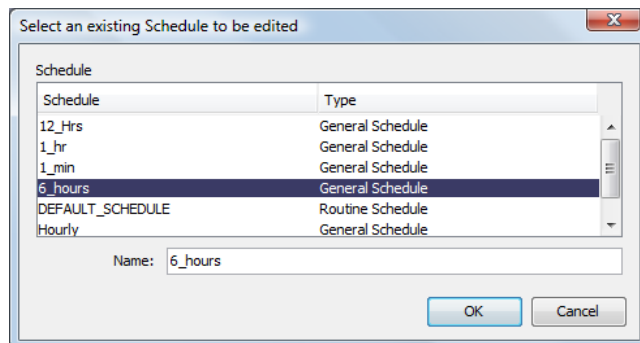 Select an existing Schedule to be edited
Schedule
Schedule Type
12_Hrs General Schedule
1_hr General Schedule
1_min General Schedule
6_hours General Schedule
DEFAULT_SCHEDULE Routine Schedule
Hourly General Schedule
Name: 6_hours
OK Cancel